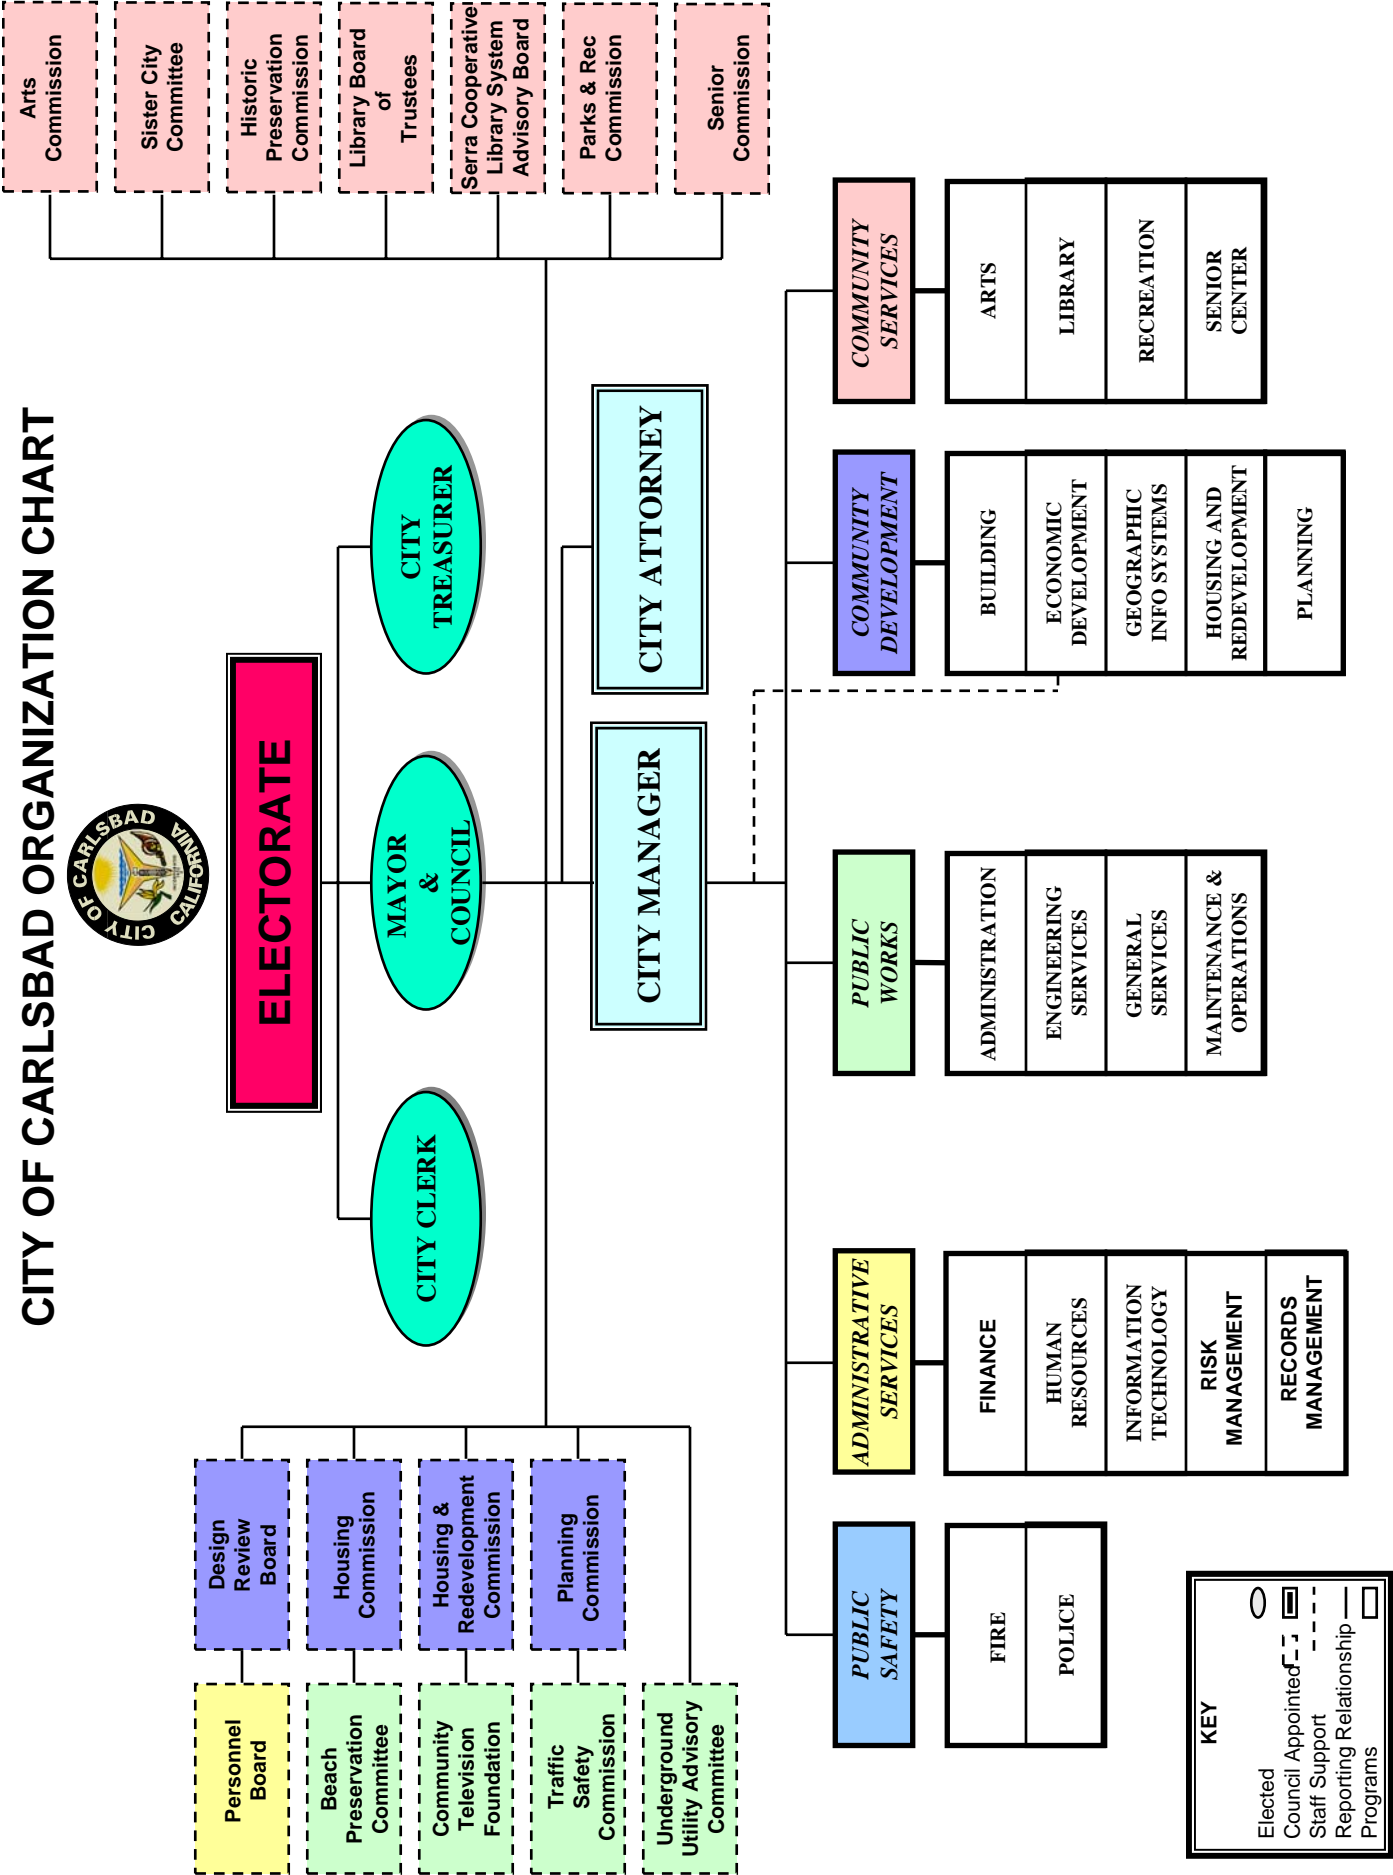 CITY OF CARLSBAD ORGANIZATION CHART
CITY OF CARLSBAD
CALIFORNIA
ELECTORATE
CITY CLERK
MAYOR
&
COUNCIL
CITY
TREASURER
CITY MANAGER
CITY ATTORNEY
Personnel
Board
Beach
Preservation
Committee
Community
Television
Foundation
Traffic
Safety
Commission
Underground
Utility Advisory
Committee
Design
Review
Board
Housing
Commission
Housing &
Redevelopment
Commission
Planning
Commission
Arts
Commission
Sister City
Committee
Historic
Preservation
Commission
Library Board
of
Trustees
Serra Cooperative
Library System
Advisory Board
Parks & Rec
Commission
Senior
Commission
PUBLIC
SAFETY
FIRE
POLICE
ADMINISTRATIVE
SERVICES
FINANCE
HUMAN
RESOURCES
INFORMATION
TECHNOLOGY
RISK
MANAGEMENT
RECORDS
MANAGEMENT
PUBLIC
WORKS
ADMINISTRATION
ENGINEERING
SERVICES
GENERAL
SERVICES
MAINTENANCE &
OPERATIONS
COMMUNITY
DEVELOPMENT
BUILDING
ECONOMIC
DEVELOPMENT
GEOGRAPHIC
INFO SYSTEMS
HOUSING AND
REDEVELOPMENT
PLANNING
COMMUNITY
SERVICES
ARTS
LIBRARY
RECREATION
SENIOR
CENTER
KEY
Elected
Council Appointed
Staff Support
Reporting Relationship
Programs